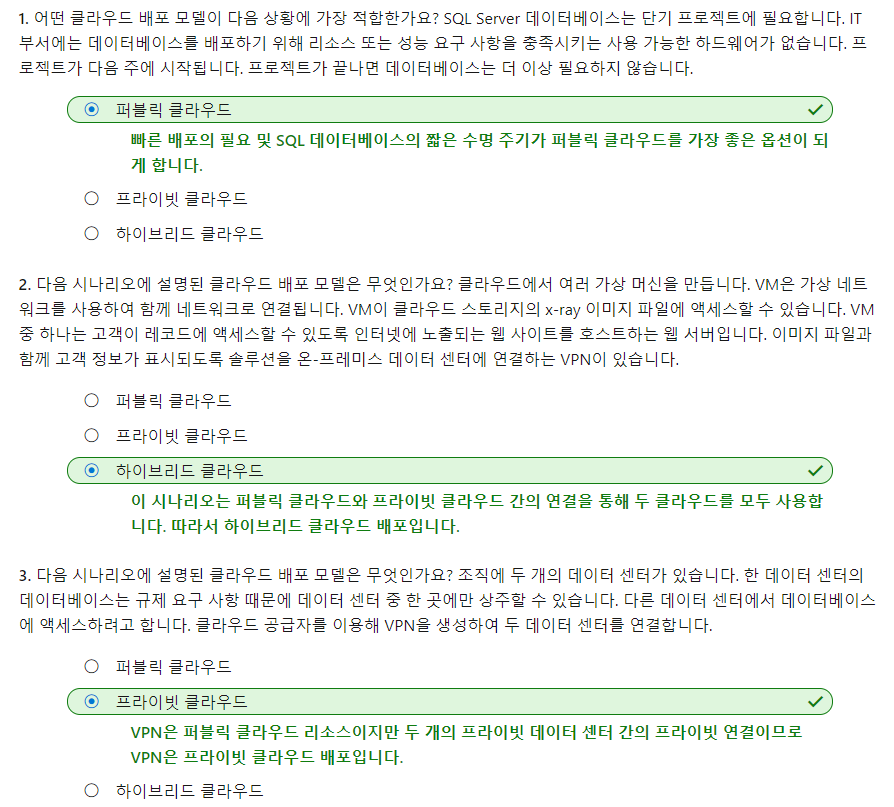 1. 어떤 클라우드 배포 모델이 다음 상황에 가장 적합한가요? SQL Server 데이터베이스는 단기 프로젝트에 필요합니다. IT
부서에는 데이터베이스를 배포하기 위해 리소스 또는 성능 요구 사항을 충족시키는 사용 가능한 하드웨어가 없습니다. 프
로젝트가 다음 주에 시작됩니다. 프로젝트가 끝나면 데이터베이스는 더 이상 필요하지 않습니다.
퍼블릭 클라우드
빠른 배포의 필요 및 SQL 데이터베이스의 짧은 수명 주기가 퍼블릭 클라우드를 가장 좋은 옵션이 되
게 합니다.
프라이빗 클라우드
하이브리드 클라우드
2. 다음 시나리오에 설명된 클라우드 배포 모델은 무엇인가요? 클라우드에서 여러 가상 머신을 만듭니다. VM은 가상 네트
워크를 사용하여 함께 네트워크로 연결됩니다. VM이 클라우드 스토리지의 x-ray 이미지 파일에 액세스할 수 있습니다. VM
중 하나는 고객이 레코드에 액세스할 수 있도록 인터넷에 노출되는 웹 사이트를 호스트하는 웹 서버입니다. 이미지 파일과
함께 고객 정보가 표시되도록 솔루션을 온-프레미스 데이터 센터에 연결하는 VPN이 있습니다.
퍼블릭 클라우드
프라이빗 클라우드
하이브리드 클라우드
이 시나리오는 퍼블릭 클라우드와 프라이빗 클라우드 간의 연결을 통해 두 클라우드를 모두 사용합
니다. 따라서 하이브리드 클라우드 배포입니다.
3. 다음 시나리오에 설명된 클라우드 배포 모델은 무엇인가요? 조직에 두 개의 데이터 센터가 있습니다. 한 데이터 센터의
데이터베이스는 규제 요구 사항 때문에 데이터 센터 중 한 곳에만 상주할 수 있습니다. 다른 데이터 센터에서 데이터베이스
에 액세스하려고 합니다. 클라우드 공급자를 이용해 VPN을 생성하여 두 데이터 센터를 연결합니다.
퍼블릭 클라우드
프라이빗 클라우드
VPN은 퍼블릭 클라우드 리소스이지만 두 개의 프라이빗 데이터 센터 간의 프라이빗 연결이므로
VPN은 프라이빗 클라우드 배포입니다.
하이브리드 클라우드